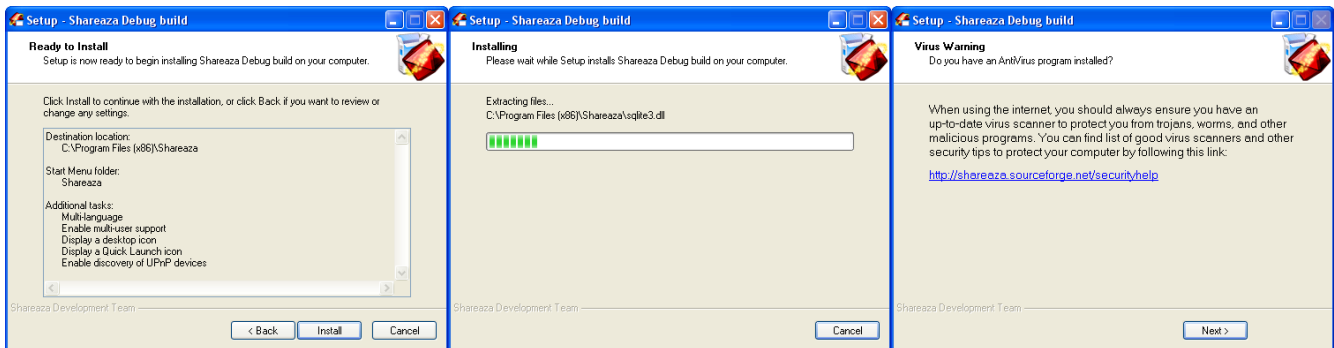 Setup - Shareaza Debug build
Ready to Install
Setup is now ready to begin installing Shareaza Debug build on your computer.
Click Install to continue with the installation, or click Back if you want to review or
change any settings.
Destination location:
C:\Program Files (x86)\Shareaza
Start Menu folder:
Shareaza
Additional tasks:
Multi-language
Enable multi-user support
Display a desktop icon
Display a Quick Launch icon
Enable discovery of UPnP devices
Shareaza Development Team
< Back
Install
Cancel
Setup - Shareaza Debug build
Installing
Please wait while Setup installs Shareaza Debug build on your computer.
Extracting files...
C:\Program Files (x86)\Shareaza\sqlite3.dll
Shareaza Development Team
Cancel
Setup - Shareaza Debug build
Virus Warning
Do you have an AntiVirus program installed?
When using the internet, you should always ensure you have an
up-to-date virus scanner to protect you from trojans, worms, and other
malicious programs. You can find list of good virus scanners and other
security tips to protect your computer by following this link:
http://shareaza.sourceforge.net/securityhelp
Shareaza Development Team
Next >